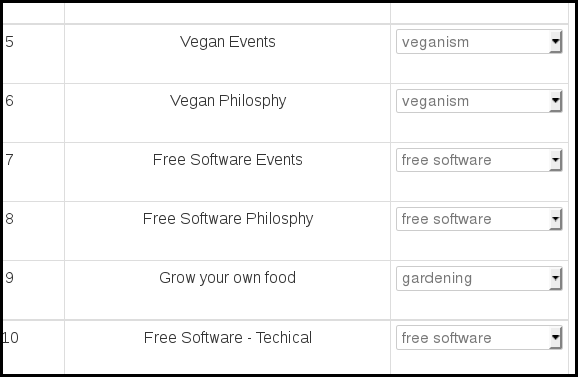 5 Vegan Events veganism
6 Vegan Philosphy veganism
7 Free Software Events free software
8 Free Software Philosphy free software
9 Grow your own food gardening
10 Free Software - Techical free software